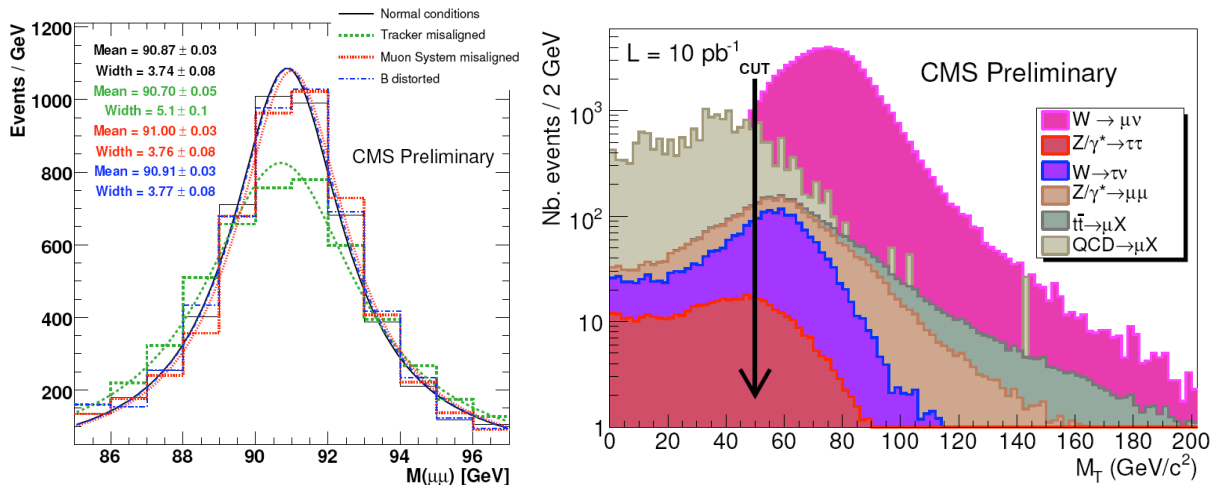 Events / GeV
1200
1000
800
600
400
200
86
88
90
92
94
96
M(μμ) [GeV]
Mean = 90.87 ± 0.03
Width = 3.74 ± 0.08
Mean = 90.70 ± 0.05
Width = 5.1 ± 0.1
Mean = 91.00 ± 0.03
Width = 3.76 ± 0.08
Mean = 90.91 ± 0.03
Width = 3.77 ± 0.08
Normal conditions
Tracker misaligned
Muon System misaligned
B distorted
CMS Preliminary
Nb. events / 2 GeV
10³
10²
10
1
0
20
40
60
80
100
120
140
160
180
200
M_T (GeV/c²)
L = 10 pb⁻¹
CUT
CMS Preliminary
W → μν
Z/γ*→ττ
W→τν
Z/γ*→μμ
tt̄→μX
QCD→μX